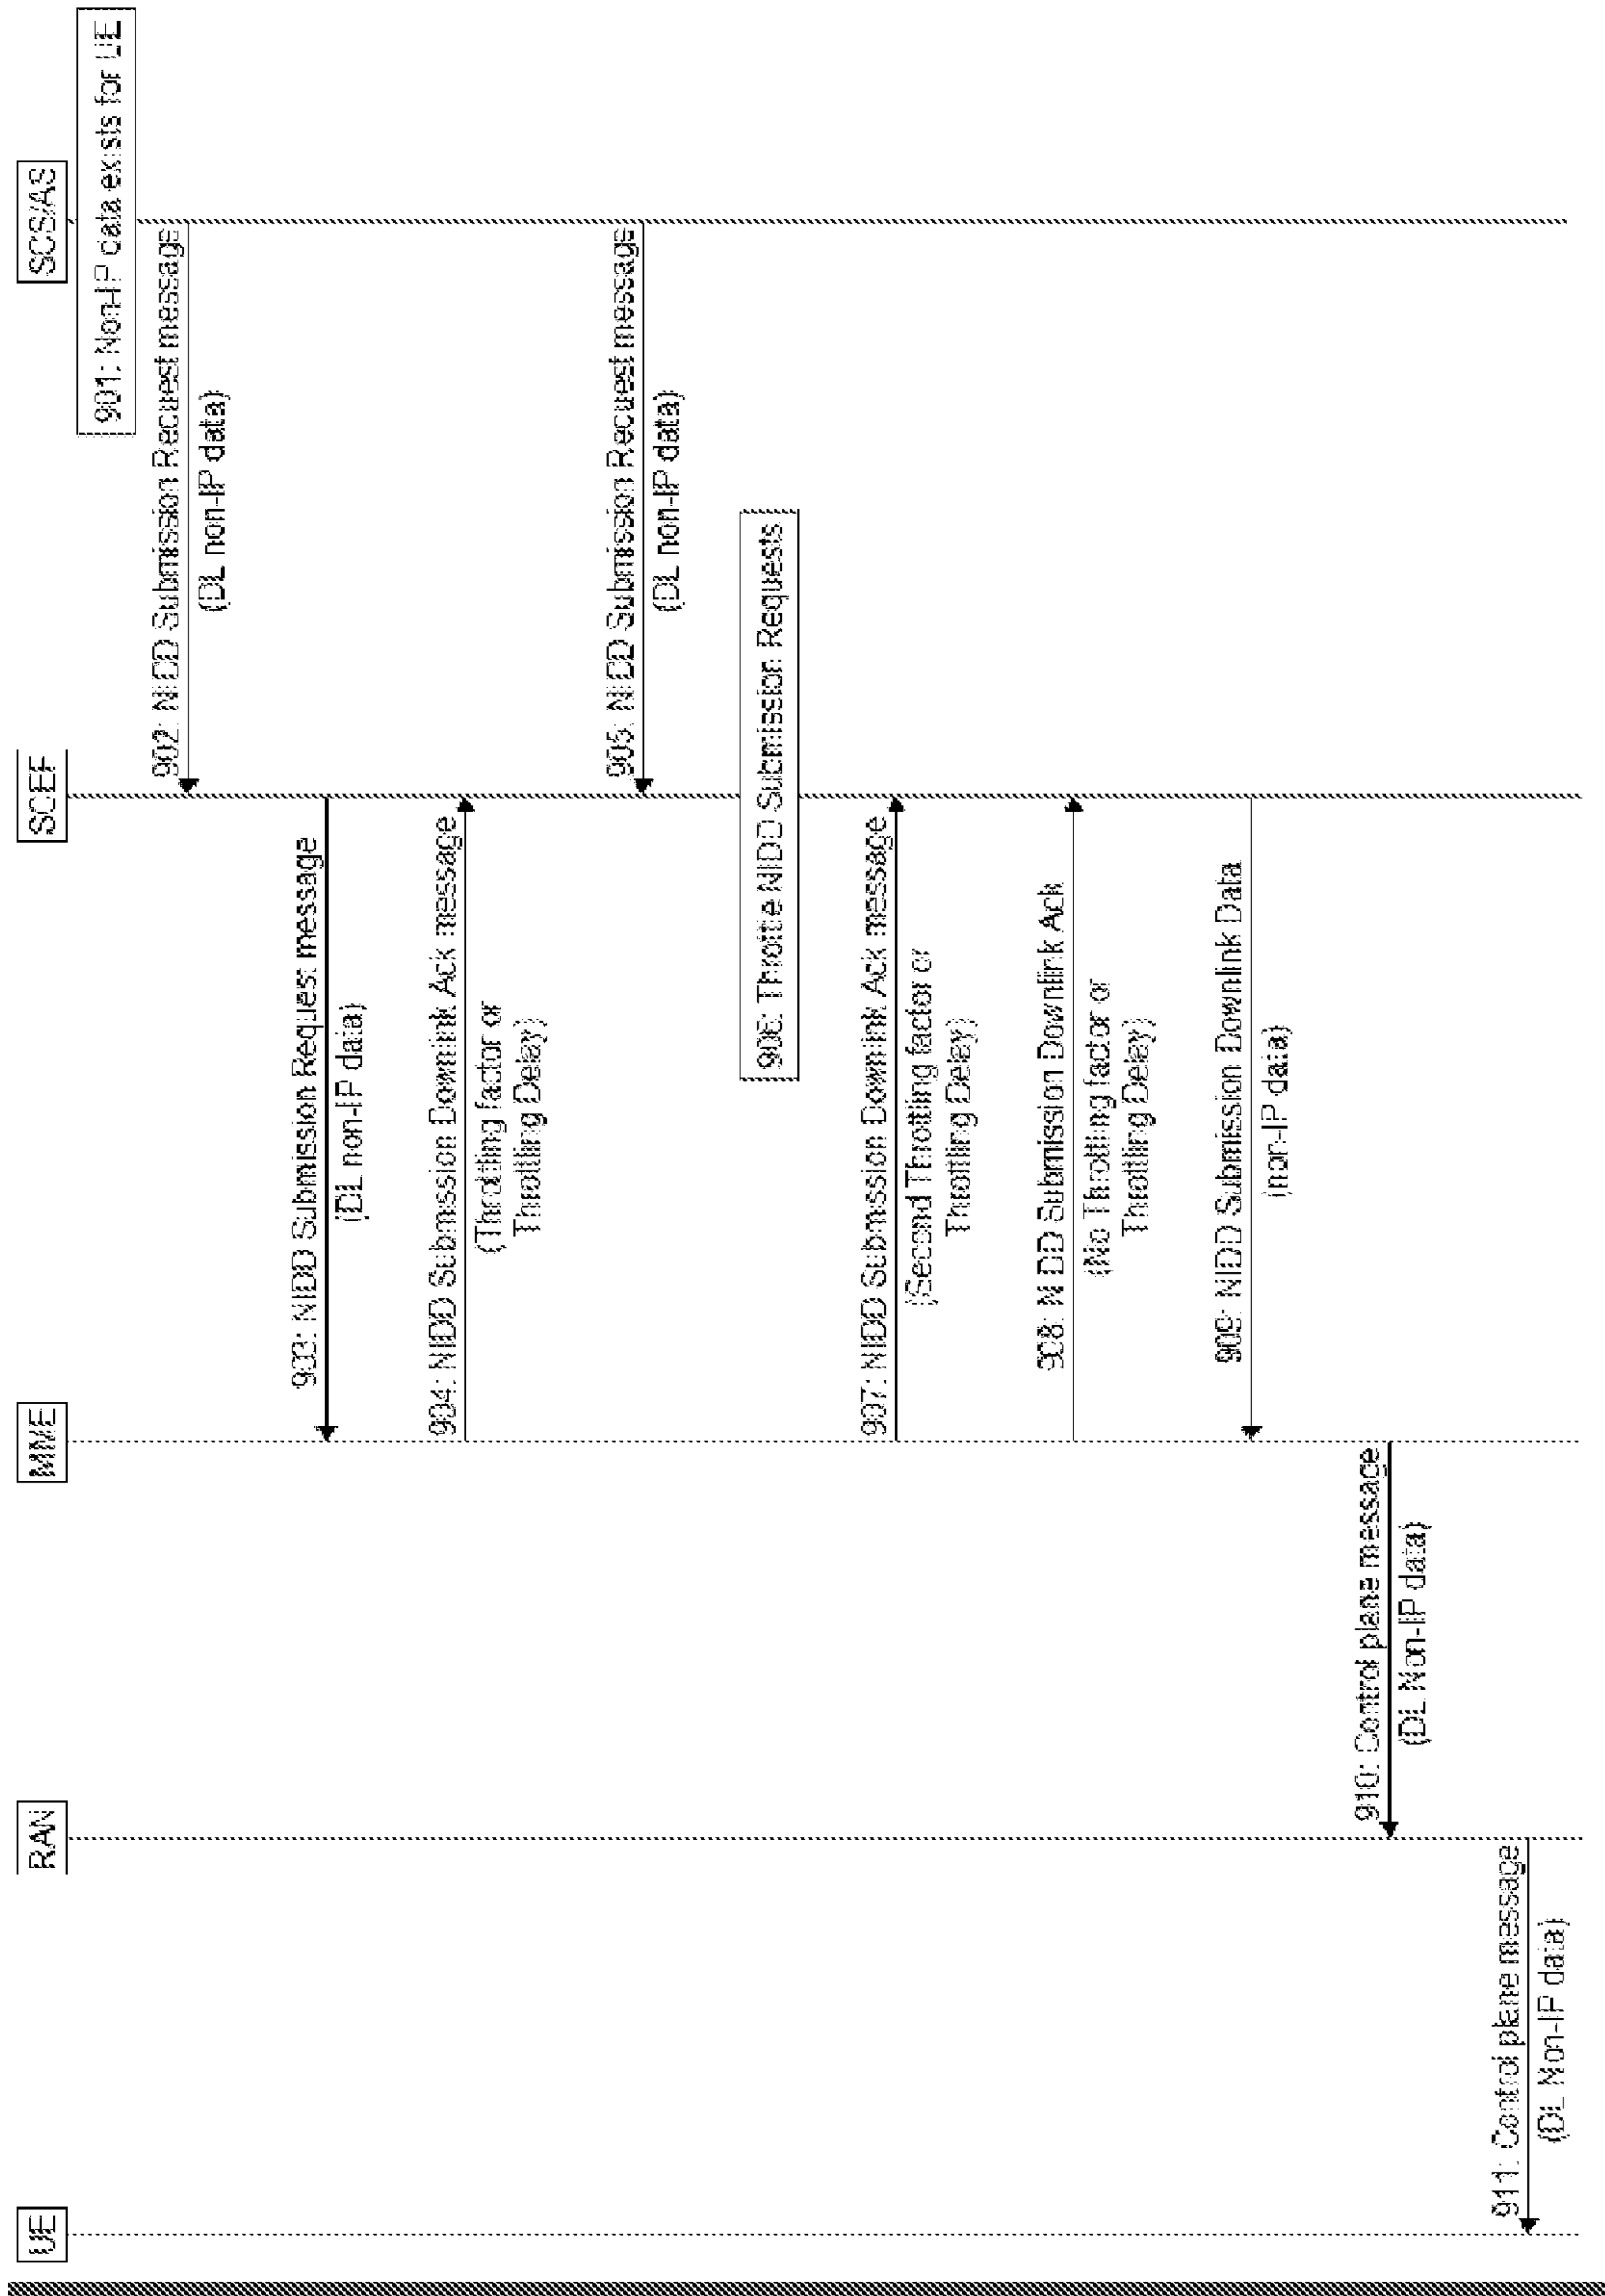 UE
RAN
MME
SCEF
SCS/AS
901: Non-IP data exists for UE
902: NIDD Submission Request message
(DL non-IP data)
903: NIDD Submission Request message
(DL non-IP data)
904: NIDD Submission Downlink Ack message
(Throttling factor or
Throttling Delay)
905: NIDD Submission Request message
(DL non-IP data)
906: Throttle NIDD Submission Requests
907: NIDD Submission Downlink Ack message
(Second Throttling factor or
Throttling Delay)
908: NIDD Submission Downlink Ack
(No Throttling factor or
Throttling Delay)
909: NIDD Submission Downlink Data
(non-IP data)
910: Control plane message
(DL Non-IP data)
911: Control plane message
(DL Non-IP data)